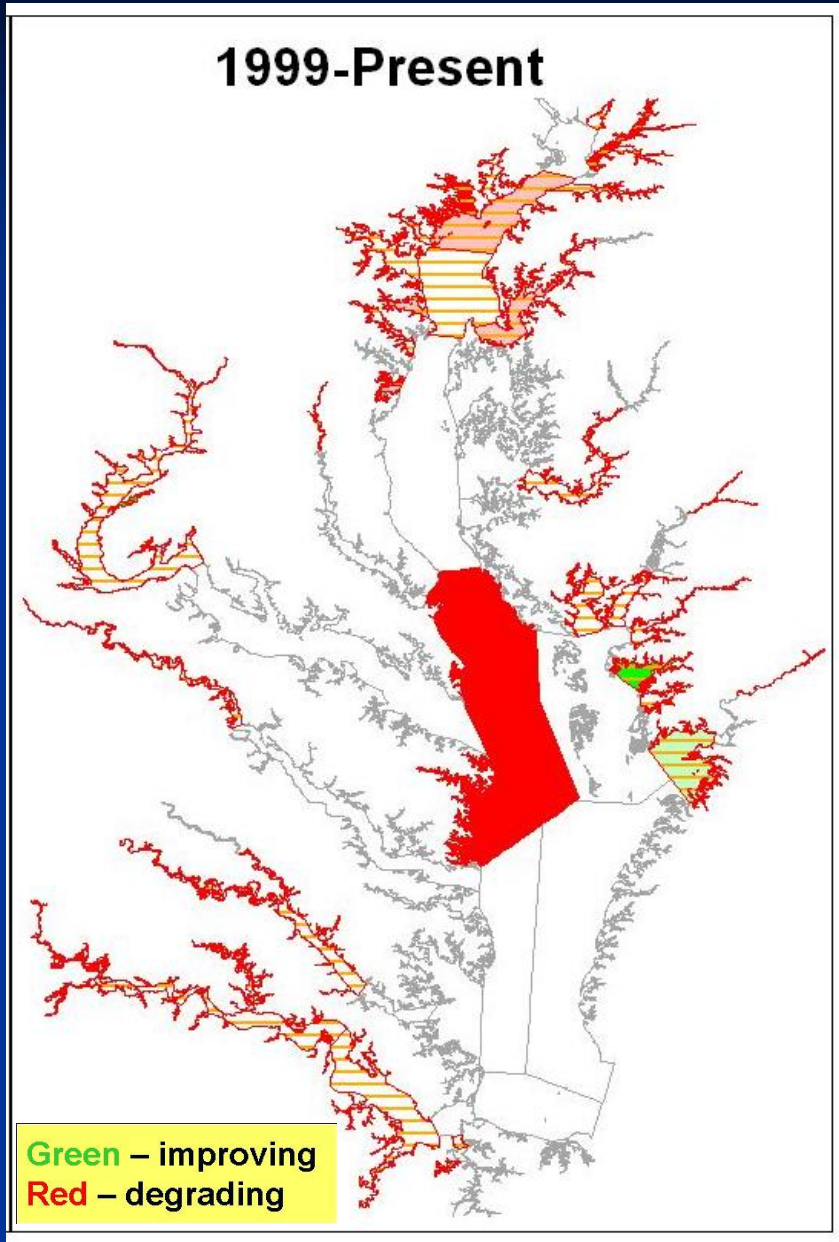 1999-Present
Green – improving
Red – degrading